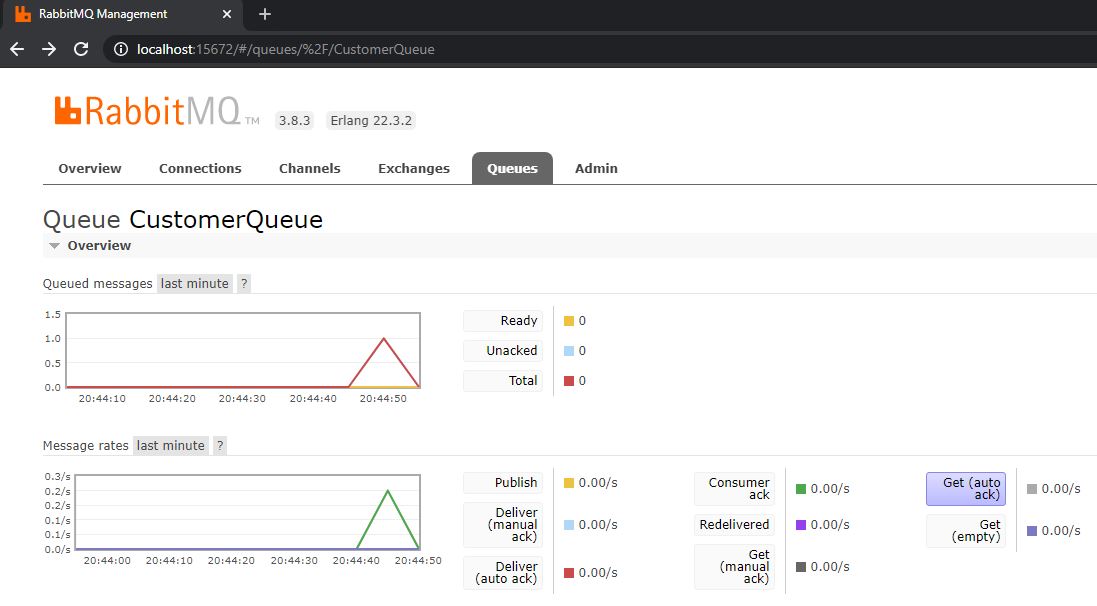 RabbitMQ Management
localhost:15672/#/queues/%2F/CustomerQueue
RabbitMQ TM 3.8.3 Erlang 22.3.2
Overview Connections Channels Exchanges Queues Admin
Queue CustomerQueue
Overview
Queued messages last minute ?
1.5
1.0
0.5
0.0
20:44:10 20:44:20 20:44:30 20:44:40 20:44:50
Ready 0
Unacked 0
Total 0
Message rates last minute ?
0.3/s
0.2/s
0.2/s
0.1/s
0.1/s
0.0/s
20:44:00 20:44:10 20:44:20 20:44:30 20:44:40 20:44:50
Publish 0.00/s
Deliver
(manual
ack) 0.00/s
Deliver
(auto ack) 0.00/s
Consumer
ack 0.00/s
Redelivered 0.00/s
Get
(manual
ack) 0.00/s
Get (auto
ack) 0.00/s
Get
(empty) 0.00/s